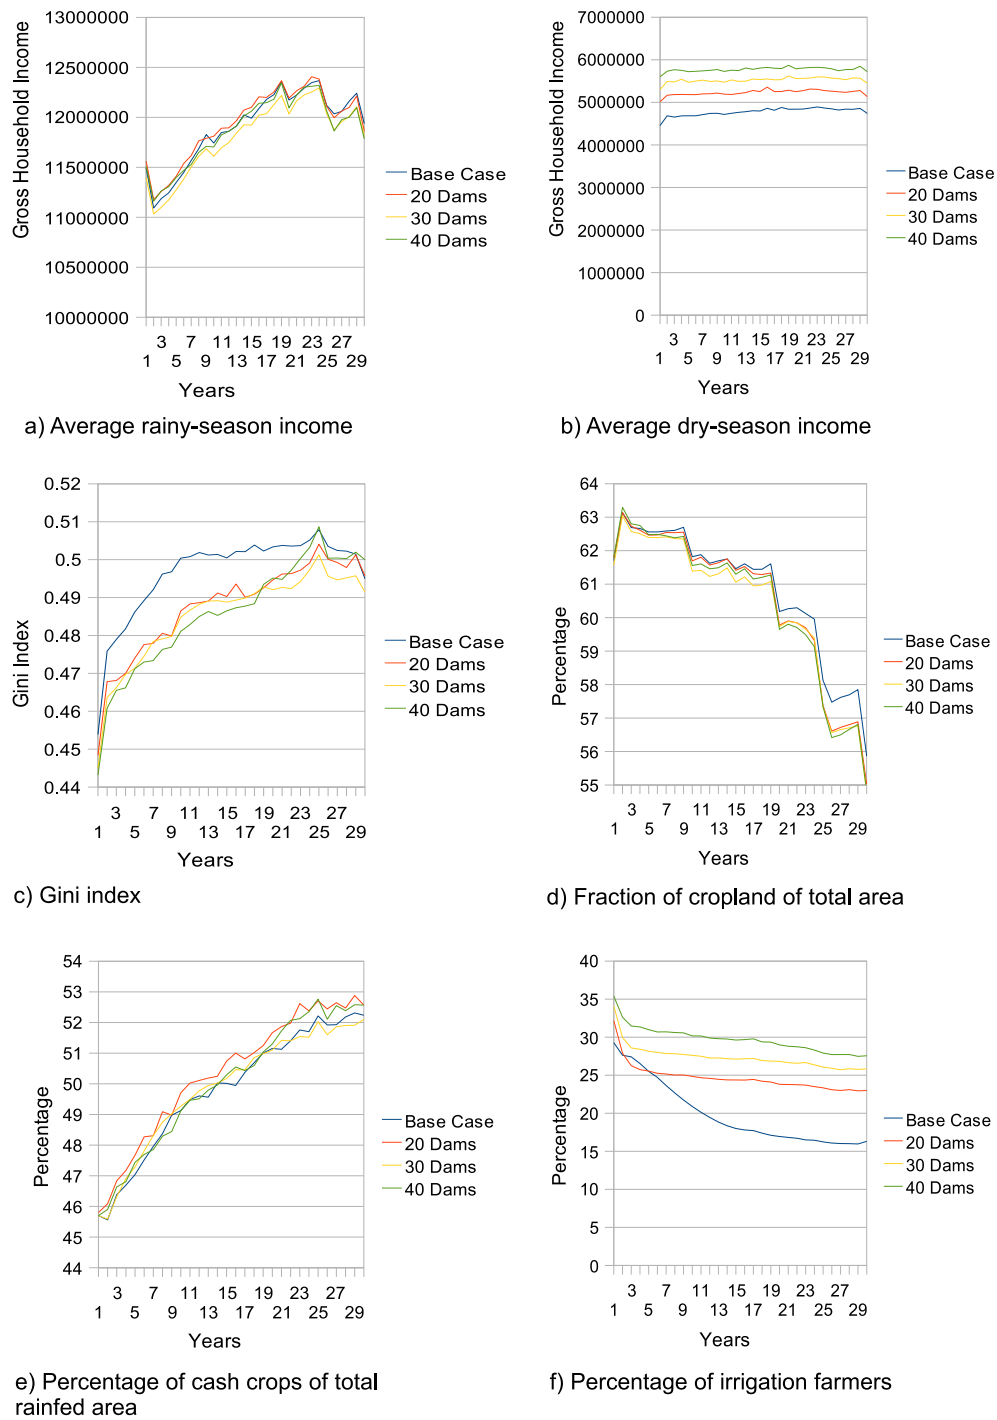 13000000
12500000
12000000
11500000
11000000
10500000
10000000
Gross Household Income
3 7 11 15 19 23 27
1 5 9 13 17 21 25 29
Years
Base Case
20 Dams
30 Dams
40 Dams
a) Average rainy-season income
7000000
6000000
5000000
4000000
3000000
2000000
1000000
0
Gross Household Income
3 7 11 15 19 23 27
1 5 9 13 17 21 25 29
Years
Base Case
20 Dams
30 Dams
40 Dams
b) Average dry-season income
0.52
0.51
0.5
0.49
0.48
0.47
0.46
0.45
0.44
Gini Index
3 7 11 15 19 23 27
1 5 9 13 17 21 25 29
Years
Base Case
20 Dams
30 Dams
40 Dams
c) Gini index
64
63
62
61
60
59
58
57
56
55
Percentage
3 7 11 15 19 23 27
1 5 9 13 17 21 25 29
Years
Base Case
20 Dams
30 Dams
40 Dams
d) Fraction of cropland of total area
54
53
52
51
50
49
48
47
46
45
44
Percentage
3 7 11 15 19 23 27
1 5 9 13 17 21 25 29
Years
Base Case
20 Dams
30 Dams
40 Dams
e) Percentage of cash crops of total
rainfed area
40
35
30
25
20
15
10
5
0
Percentage
3 7 11 15 19 23 27
1 5 9 13 17 21 25 29
Years
Base Case
20 Dams
30 Dams
40 Dams
f) Percentage of irrigation farmers